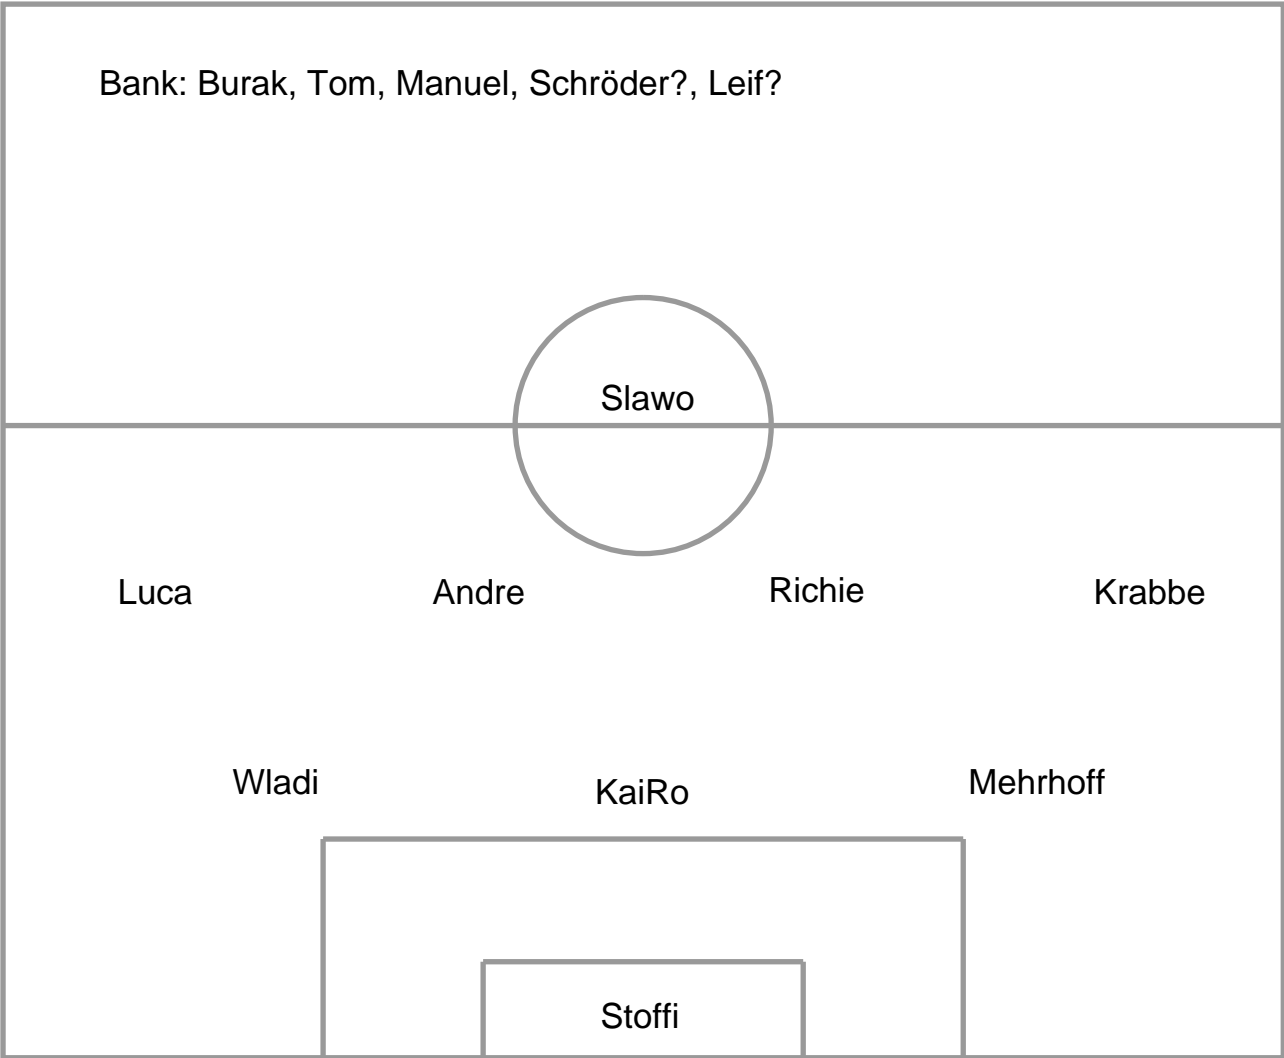 Bank: Burak, Tom, Manuel, Schröder?, Leif?
Slawo
Luca Andre Richie Krabbe
Wladi KaiRo Mehrhoff
Stoffi